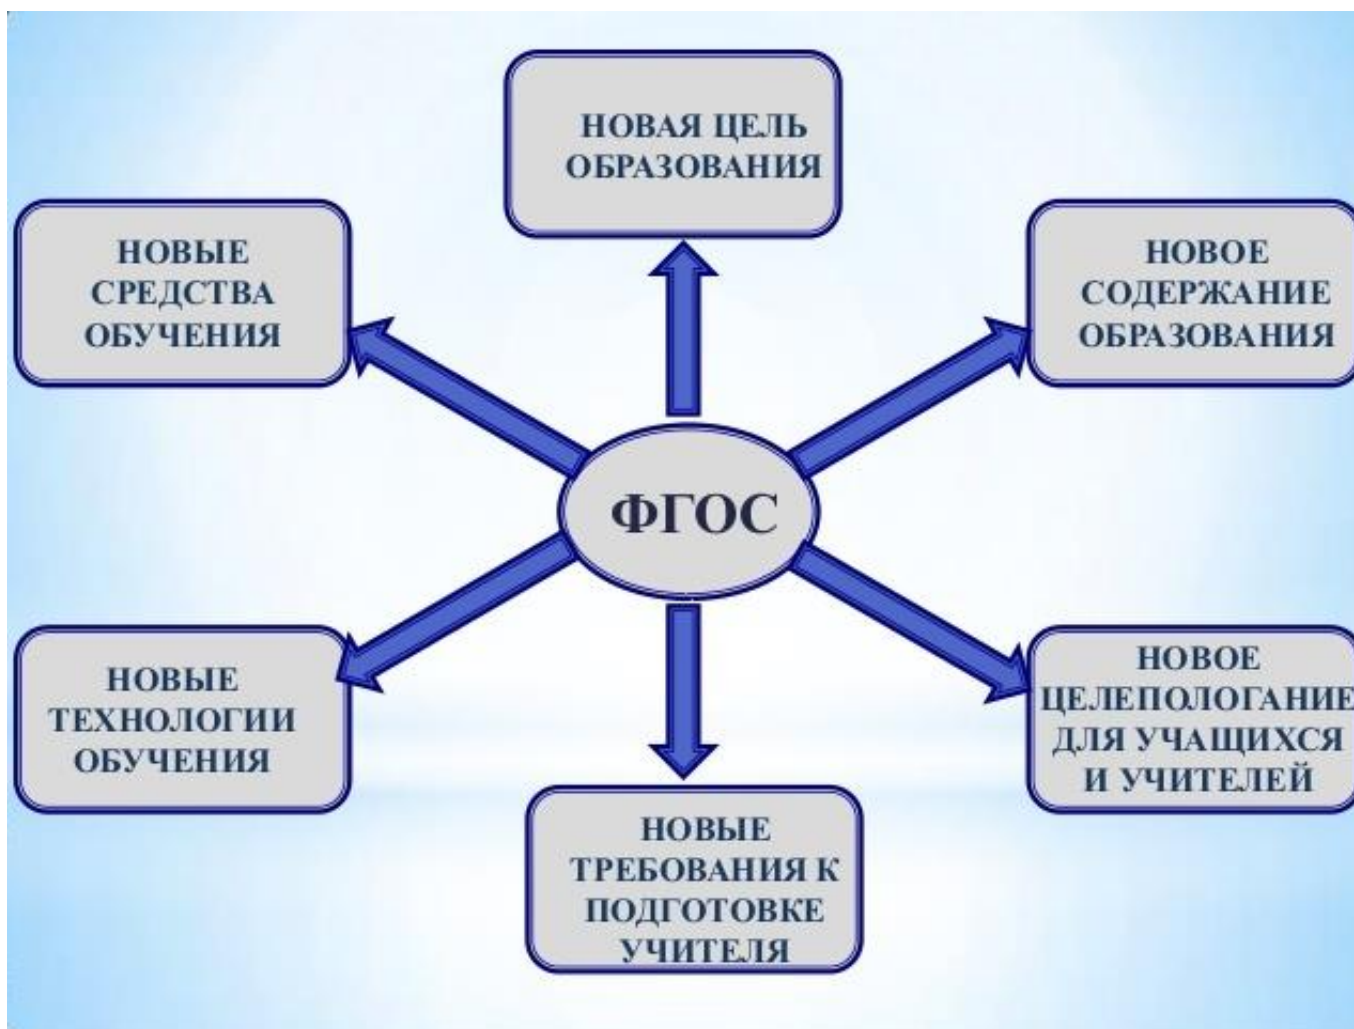 НОВАЯ ЦЕЛЬ
ОБРАЗОВАНИЯ
НОВЫЕ
СРЕДСТВА
ОБУЧЕНИЯ
НОВОЕ
СОДЕРЖАНИЕ
ОБРАЗОВАНИЯ
ФГОС
НОВЫЕ
ТЕХНОЛОГИИ
ОБУЧЕНИЯ
НОВОЕ
ЦЕЛЕПОЛОГАНИЕ
ДЛЯ УЧАЩИХСЯ
И УЧИТЕЛЕЙ
НОВЫЕ
ТРЕБОВАНИЯ К
ПОДГОТОВКЕ
УЧИТЕЛЯ